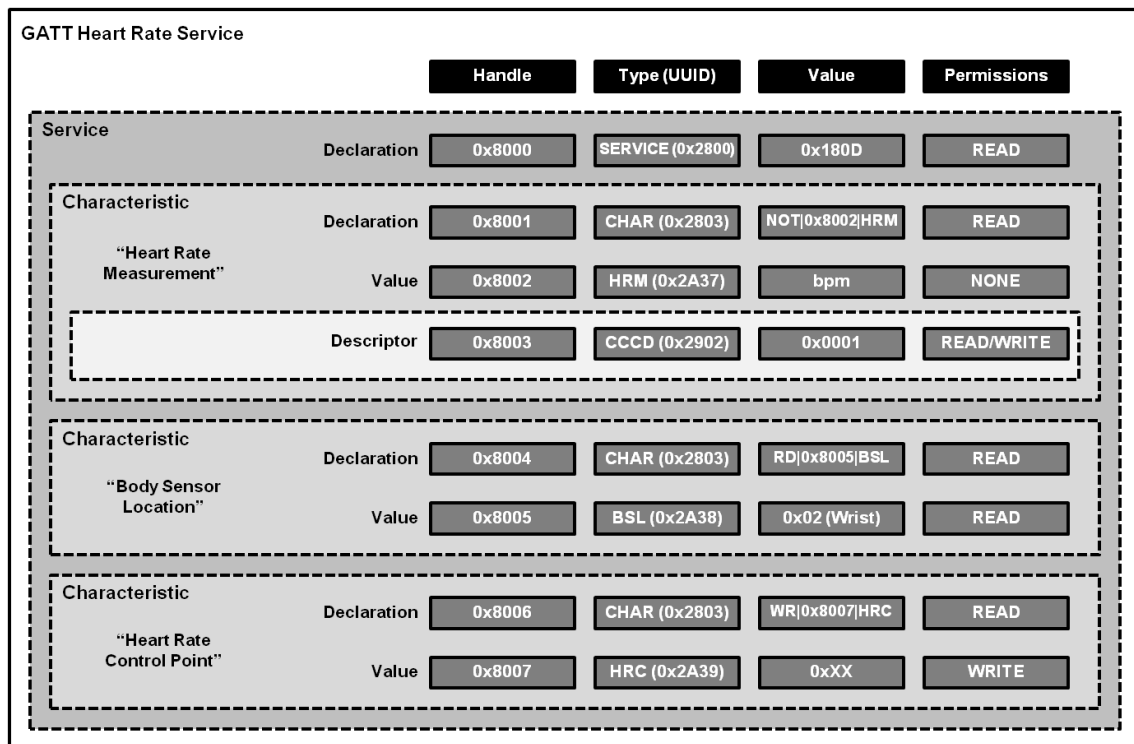 GATT Heart Rate Service
Handle Type (UUID) Value Permissions
Service
Declaration 0x8000 SERVICE (0x2800) 0x180D READ
Characteristic
Declaration 0x8001 CHAR (0x2803) NOT|0x8002|HRM READ
“Heart Rate
Measurement”
Value 0x8002 HRM (0x2A37) bpm NONE
Descriptor 0x8003 CCCD (0x2902) 0x0001 READ/WRITE
Characteristic
Declaration 0x8004 CHAR (0x2803) RD|0x8005|BSL READ
“Body Sensor
Location”
Value 0x8005 BSL (0x2A38) 0x02 (Wrist) READ
Characteristic
Declaration 0x8006 CHAR (0x2803) WR|0x8007|HRC READ
“Heart Rate
Control Point”
Value 0x8007 HRC (0x2A39) 0xXX WRITE